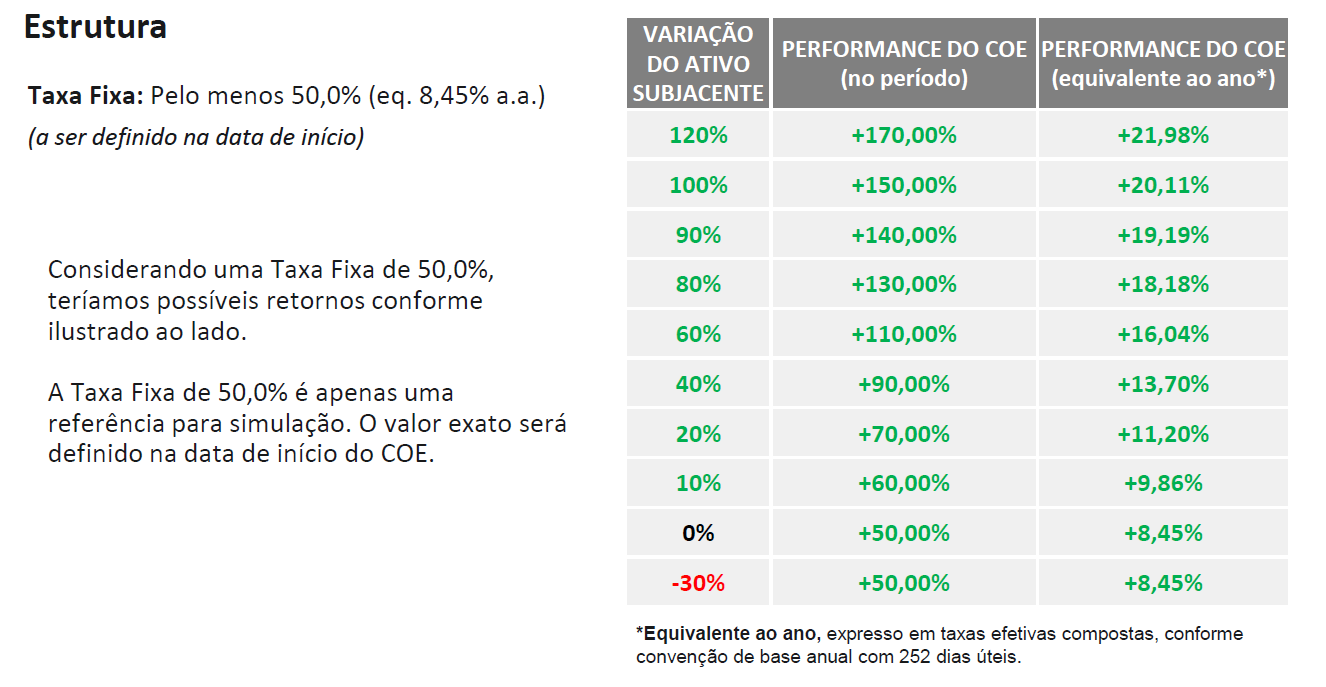 Estrutura
Taxa Fixa: Pelo menos 50,0% (eq. 8,45% a.a.)
(a ser definido na data de início)
Considerando uma Taxa Fixa de 50,0%,
teríamos possíveis retornos conforme
ilustrado ao lado.
A Taxa Fixa de 50,0% é apenas uma
referência para simulação. O valor exato será
definido na data de início do COE.
VARIAÇÃO
DO ATIVO
SUBJACENTE
PERFORMANCE DO COE
(no período)
PERFORMANCE DO COE
(equivalente ao ano*)
120% +170,00% +21,98%
100% +150,00% +20,11%
90% +140,00% +19,19%
80% +130,00% +18,18%
60% +110,00% +16,04%
40% +90,00% +13,70%
20% +70,00% +11,20%
10% +60,00% +9,86%
0% +50,00% +8,45%
-30% +50,00% +8,45%
*Equivalente ao ano, expresso em taxas efetivas compostas, conforme
convenção de base anual com 252 dias úteis.